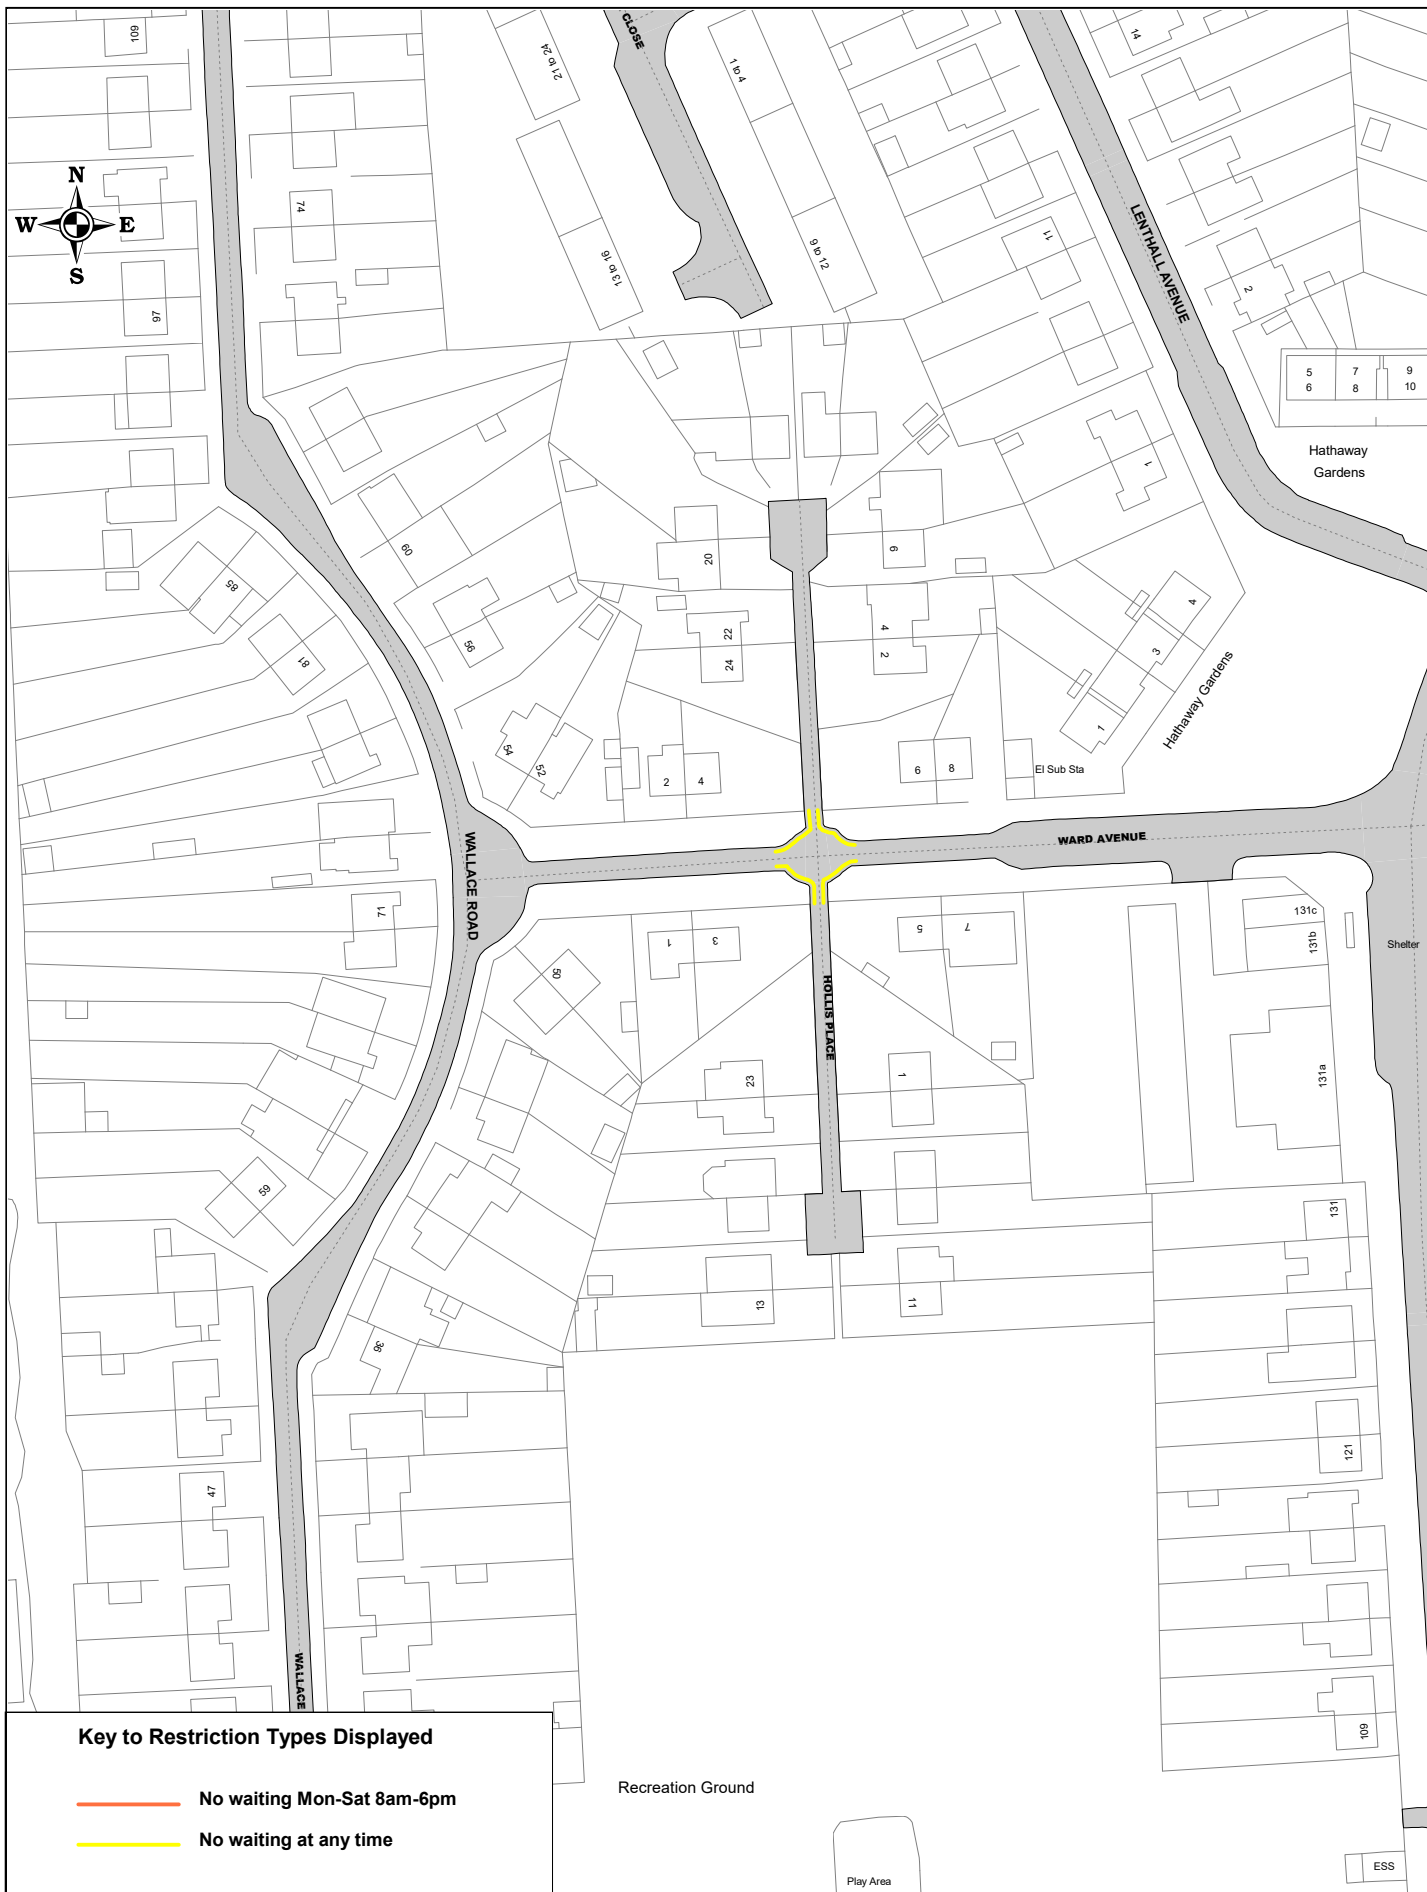 CLOSE
109
21 to 24
1 to 4
14
N
W E
S
74
13 to 16
9 to 12
11
LENTHALL AVENUE
2
97
5 7 9
6 8 10
Hathaway
Gardens
1
69
20
9
85
4
56
22
4
81
24
2
3
Hathaway Gardens
54
52
2 4
6 8
1
El Sub Sta
WALLACE ROAD
WARD AVENUE
71
131c
131b
1 3
5 7
Shelter
50
HOLLIS PLACE
23
1
131a
59
131
13
11
36
121
47
WALLACE
109
Key to Restriction Types Displayed
No waiting Mon-Sat 8am-6pm
No waiting at any time
Recreation Ground
Play Area
ESS